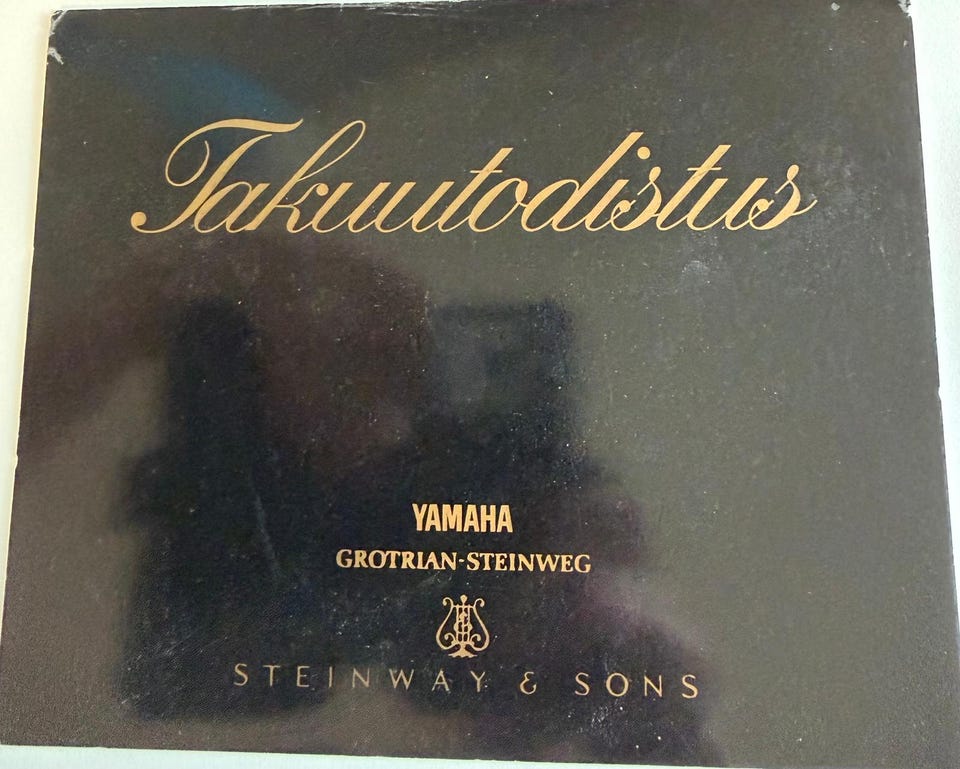 Takuutodistus
YAMAHA
GROTRIAN-STEINWEG
STEINWAY & SONS